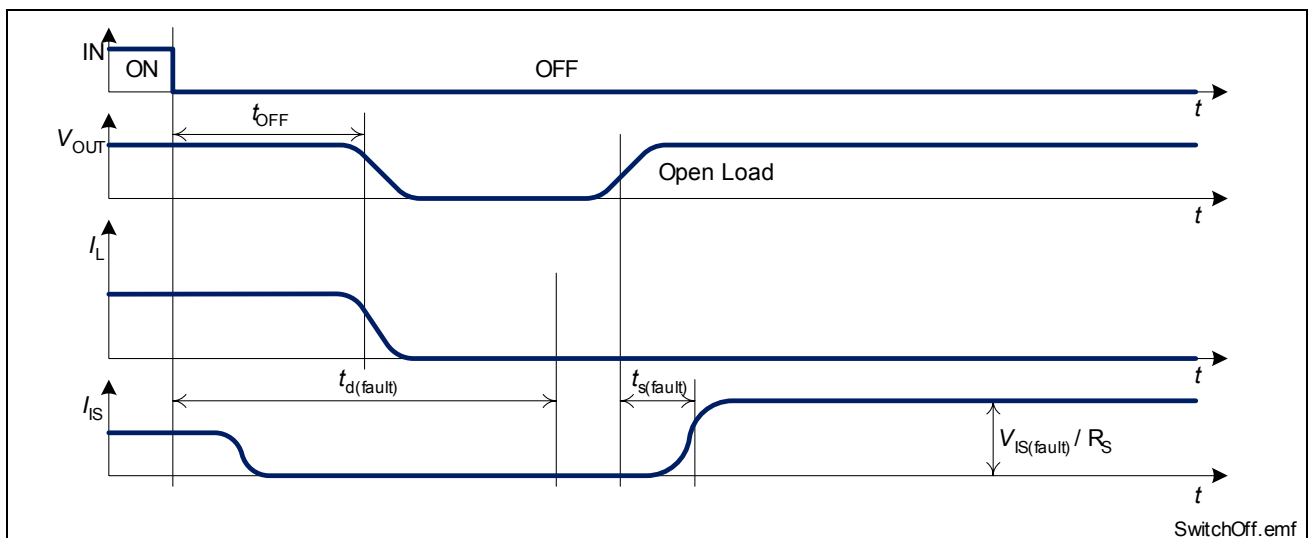 IN
ON
OFF
t
tOFF
VOUT
Open Load
t
IL
t
td(fault)
ts(fault)
IIS
VIS(fault) / RS
t
SwitchOff.emf